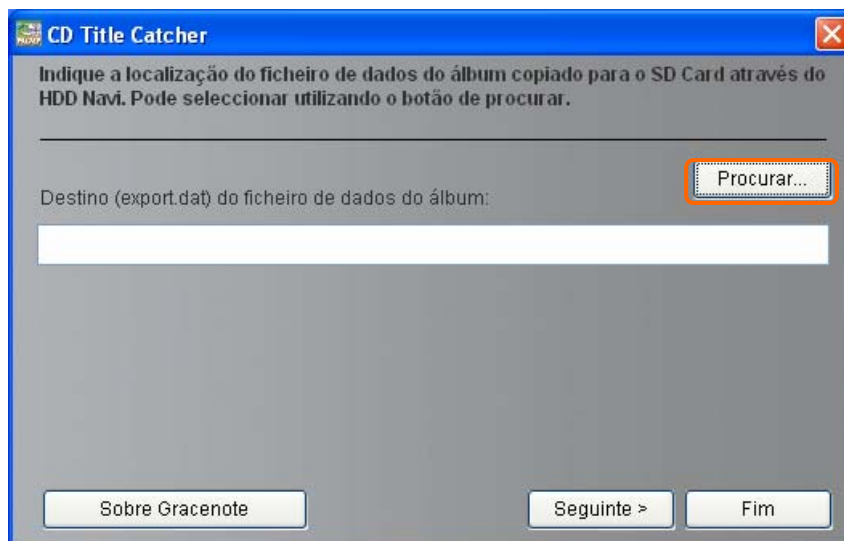 CD Title Catcher
Indique a localização do ficheiro de dados do álbum copiado para o SD Card através do
HDD Navi. Pode seleccionar utilizando o botão de procurar.
Procurar...
Destino (export.dat) do ficheiro de dados do álbum:
Sobre Gracenote
Seguinte >
Fim